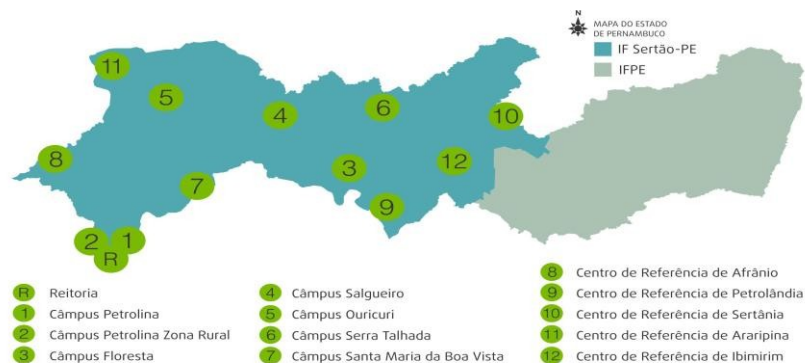 N
MAPA DO ESTADO
DE PERNAMBUCO
IF Sertão-PE
IFPE
11
5
4
6
10
8
3
12
7
9
2
1
R
R Reitoria
1 Câmpus Petrolina
2 Câmpus Petrolina Zona Rural
3 Câmpus Floresta
4 Câmpus Salgueiro
5 Câmpus Ouricuri
6 Câmpus Serra Talhada
7 Câmpus Santa Maria da Boa Vista
8 Centro de Referência de Afrânio
9 Centro de Referência de Petrolândia
10 Centro de Referência de Sertânia
11 Centro de Referência de Araripina
12 Centro de Referência de Ibimirim